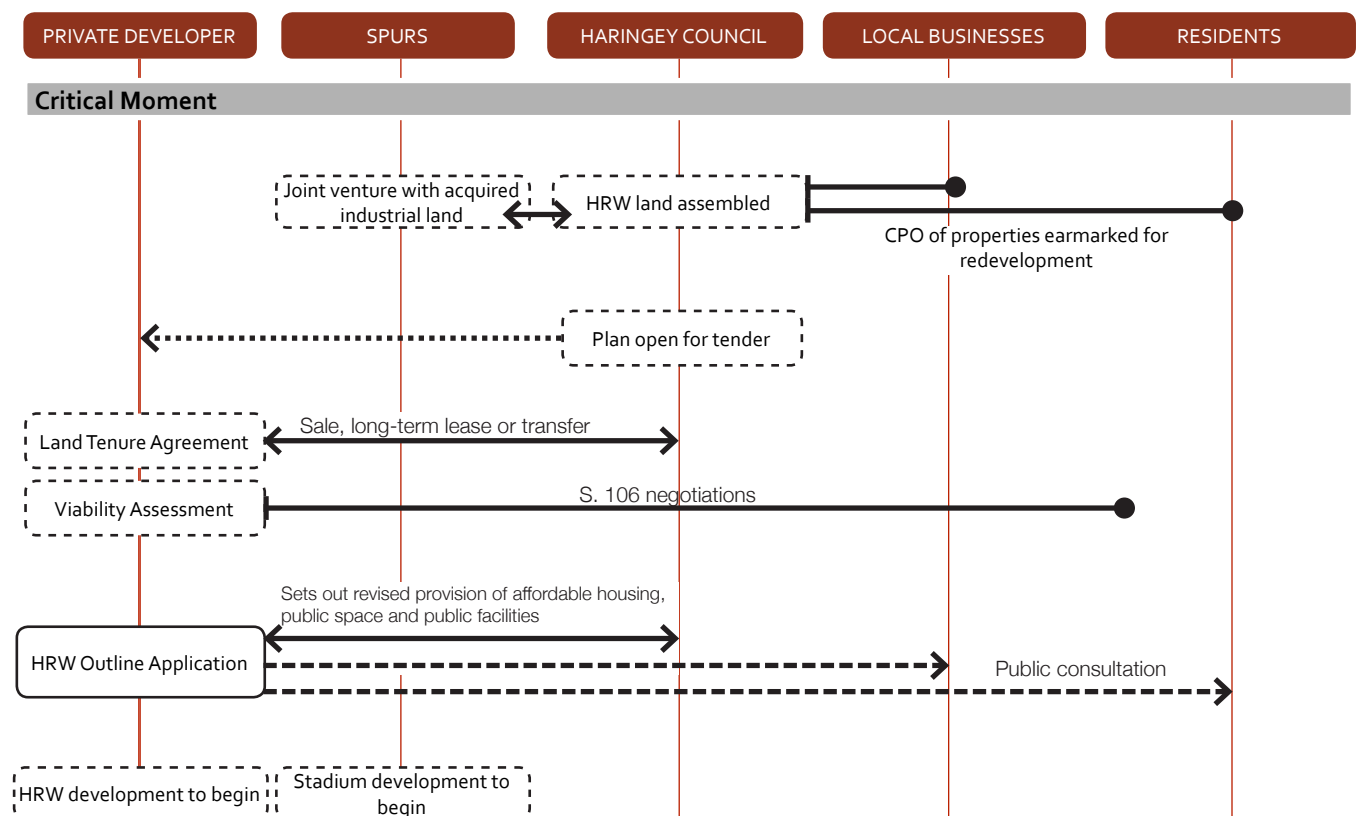 PRIVATE DEVELOPER
SPURS
HARINGEY COUNCIL
LOCAL BUSINESSES
RESIDENTS
Critical Moment
Joint venture with acquired
industrial land
HRW land assembled
CPO of properties earmarked for
redevelopment
Plan open for tender
Land Tenure Agreement
Sale, long-term lease or transfer
Viability Assessment
S. 106 negotiations
Sets out revised provision of affordable housing,
public space and public facilities
HRW Outline Application
Public consultation
HRW development to begin
Stadium development to
begin